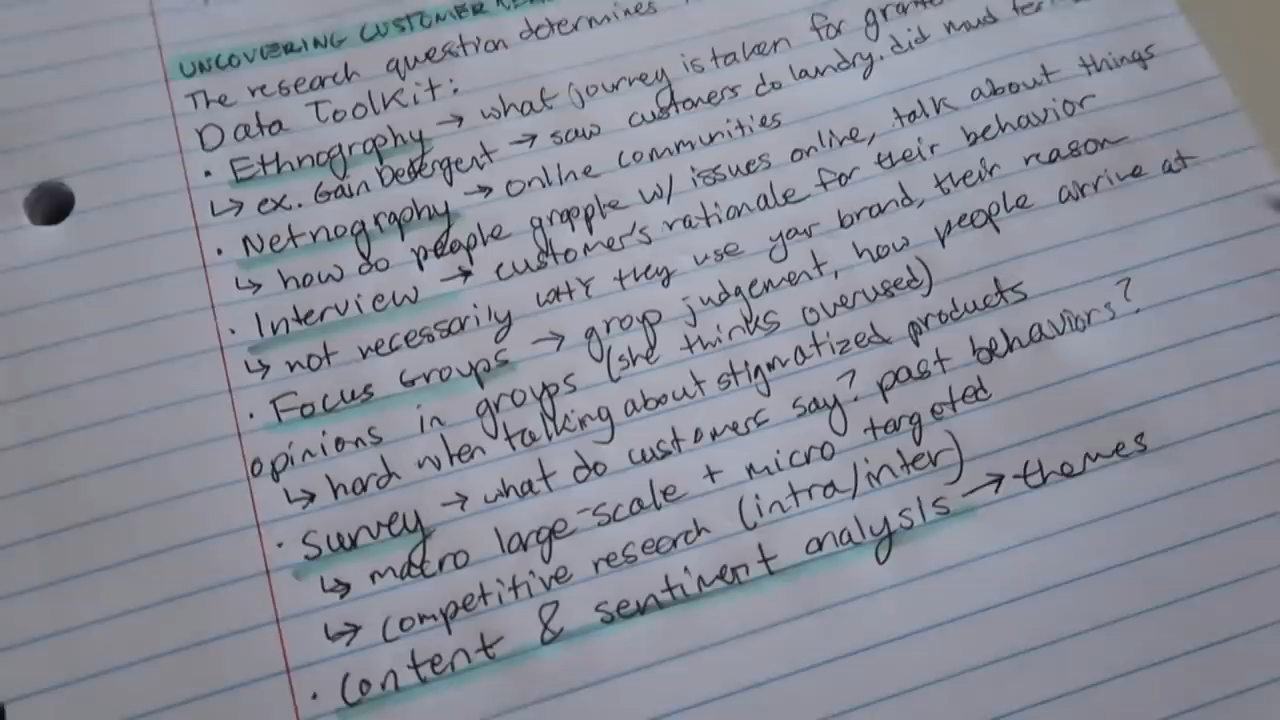 UNCOVERING CUSTOMER
The research question determines
Data Toolkit:
• Ethnography → what journey is taken for
↳ ex. Gain Detergent → saw customers do landry. did
• Netnography → online communities
↳ how do people grapple w/ issues online, talk about things
• Interview → customer's rationale for their behavior
↳ not necessarily WHY they use your brand, their reason
• Focus Groups → group judgement, how people arrive at
opinions in groups (she thinks overused)
↳ hard when talking about stigmatized products
• Survey → what do customers say? past behaviors?
↳ macro large-scale + micro targeted
↳ competitive research (intra/inter)
• Content & sentiment analysis → themes